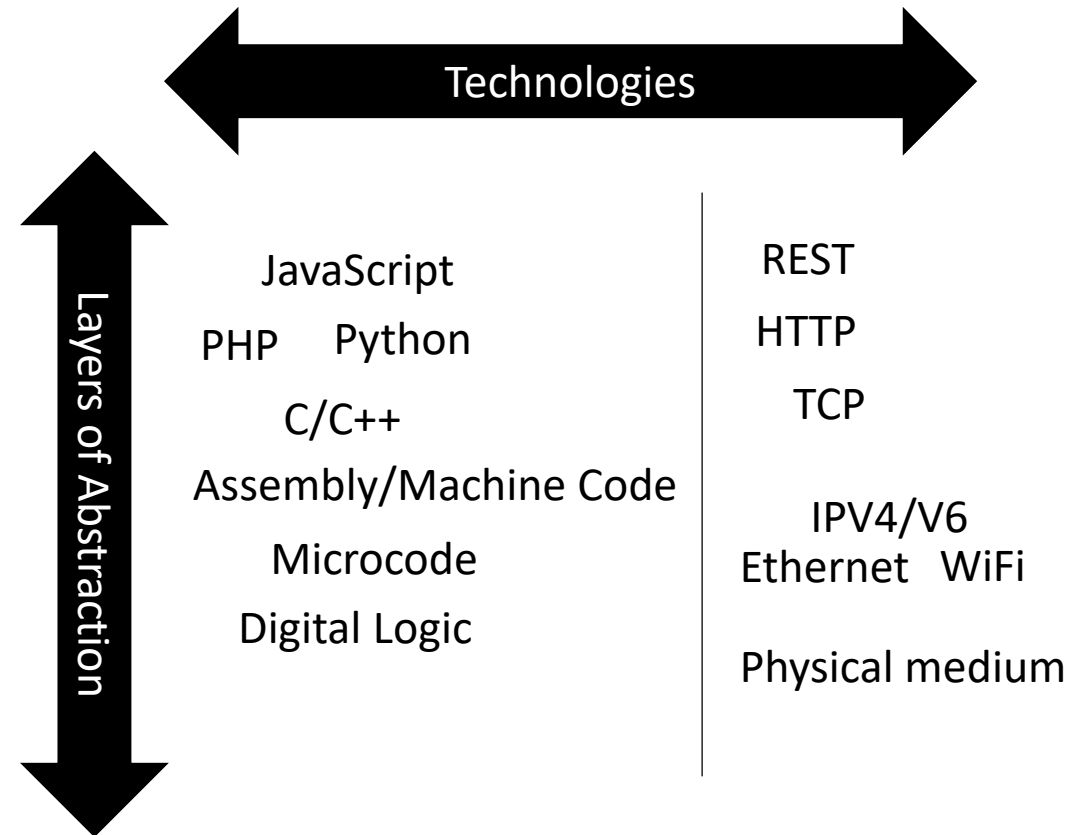 Technologies
Layers of Abstraction
JavaScript
PHP Python
C/C++
Assembly/Machine Code
Microcode
Digital Logic
REST
HTTP
TCP
IPV4/V6
Ethernet WiFi
Physical medium